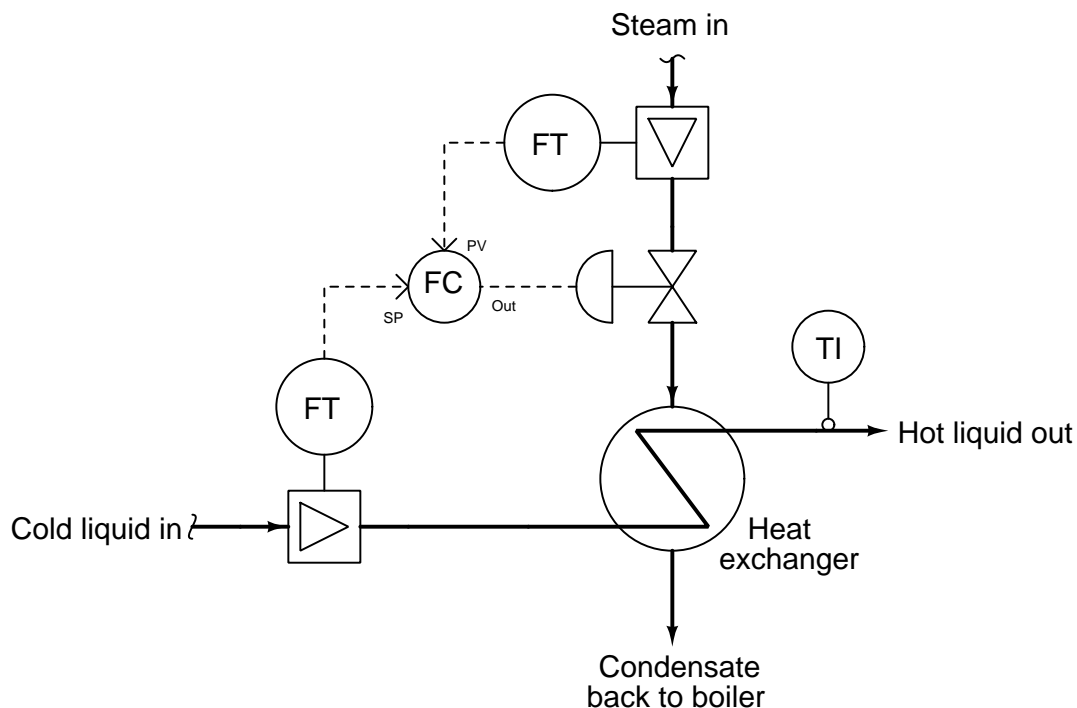 Steam in
FT
PV
FC
SP
Out
TI
FT
Hot liquid out
Cold liquid in
Heat
exchanger
Condensate
back to boiler